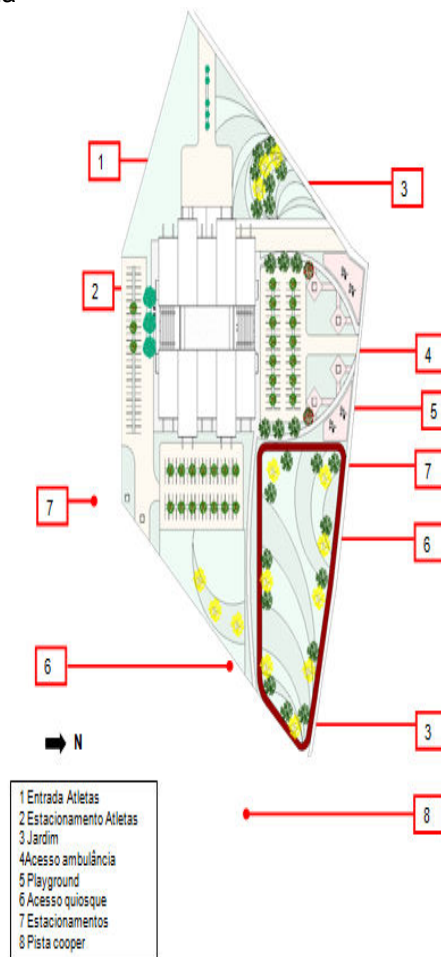 1
3
2
4
5
7
7
6
6
N
3
8
1 Entrada Atletas
2 Estacionamento Atletas
3 Jardim
4Acesso ambulância
5 Playground
6 Acesso quiosque
7 Estacionamentos
8 Pista cooper